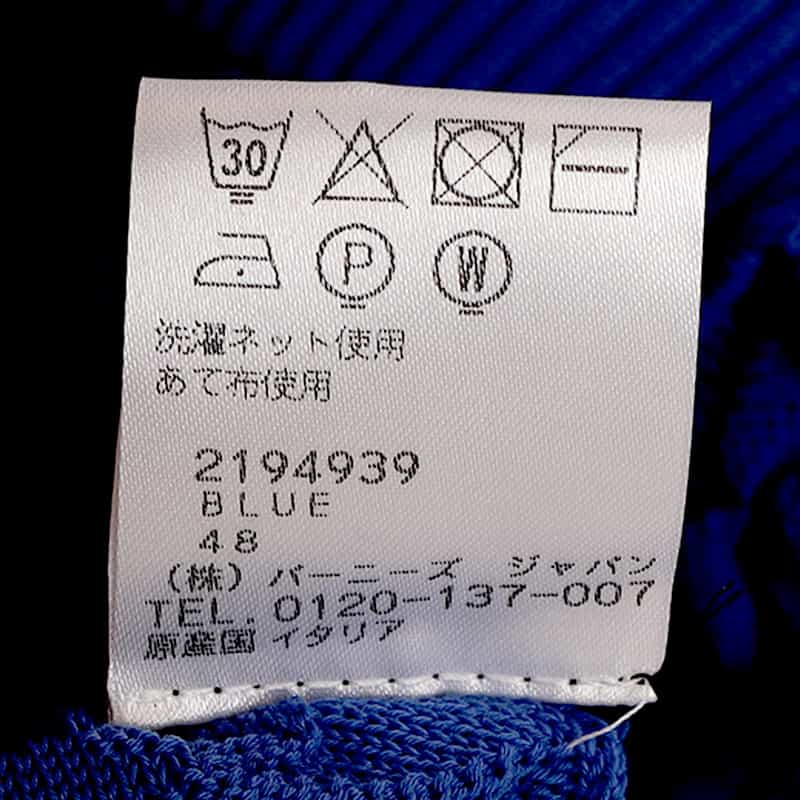 30
P
W
洗濯ネット使用
あて布使用
2194939
BLUE
48
(株) バーニーズ ジャパン
TEL. 0120-137-007
原産国 イタリア